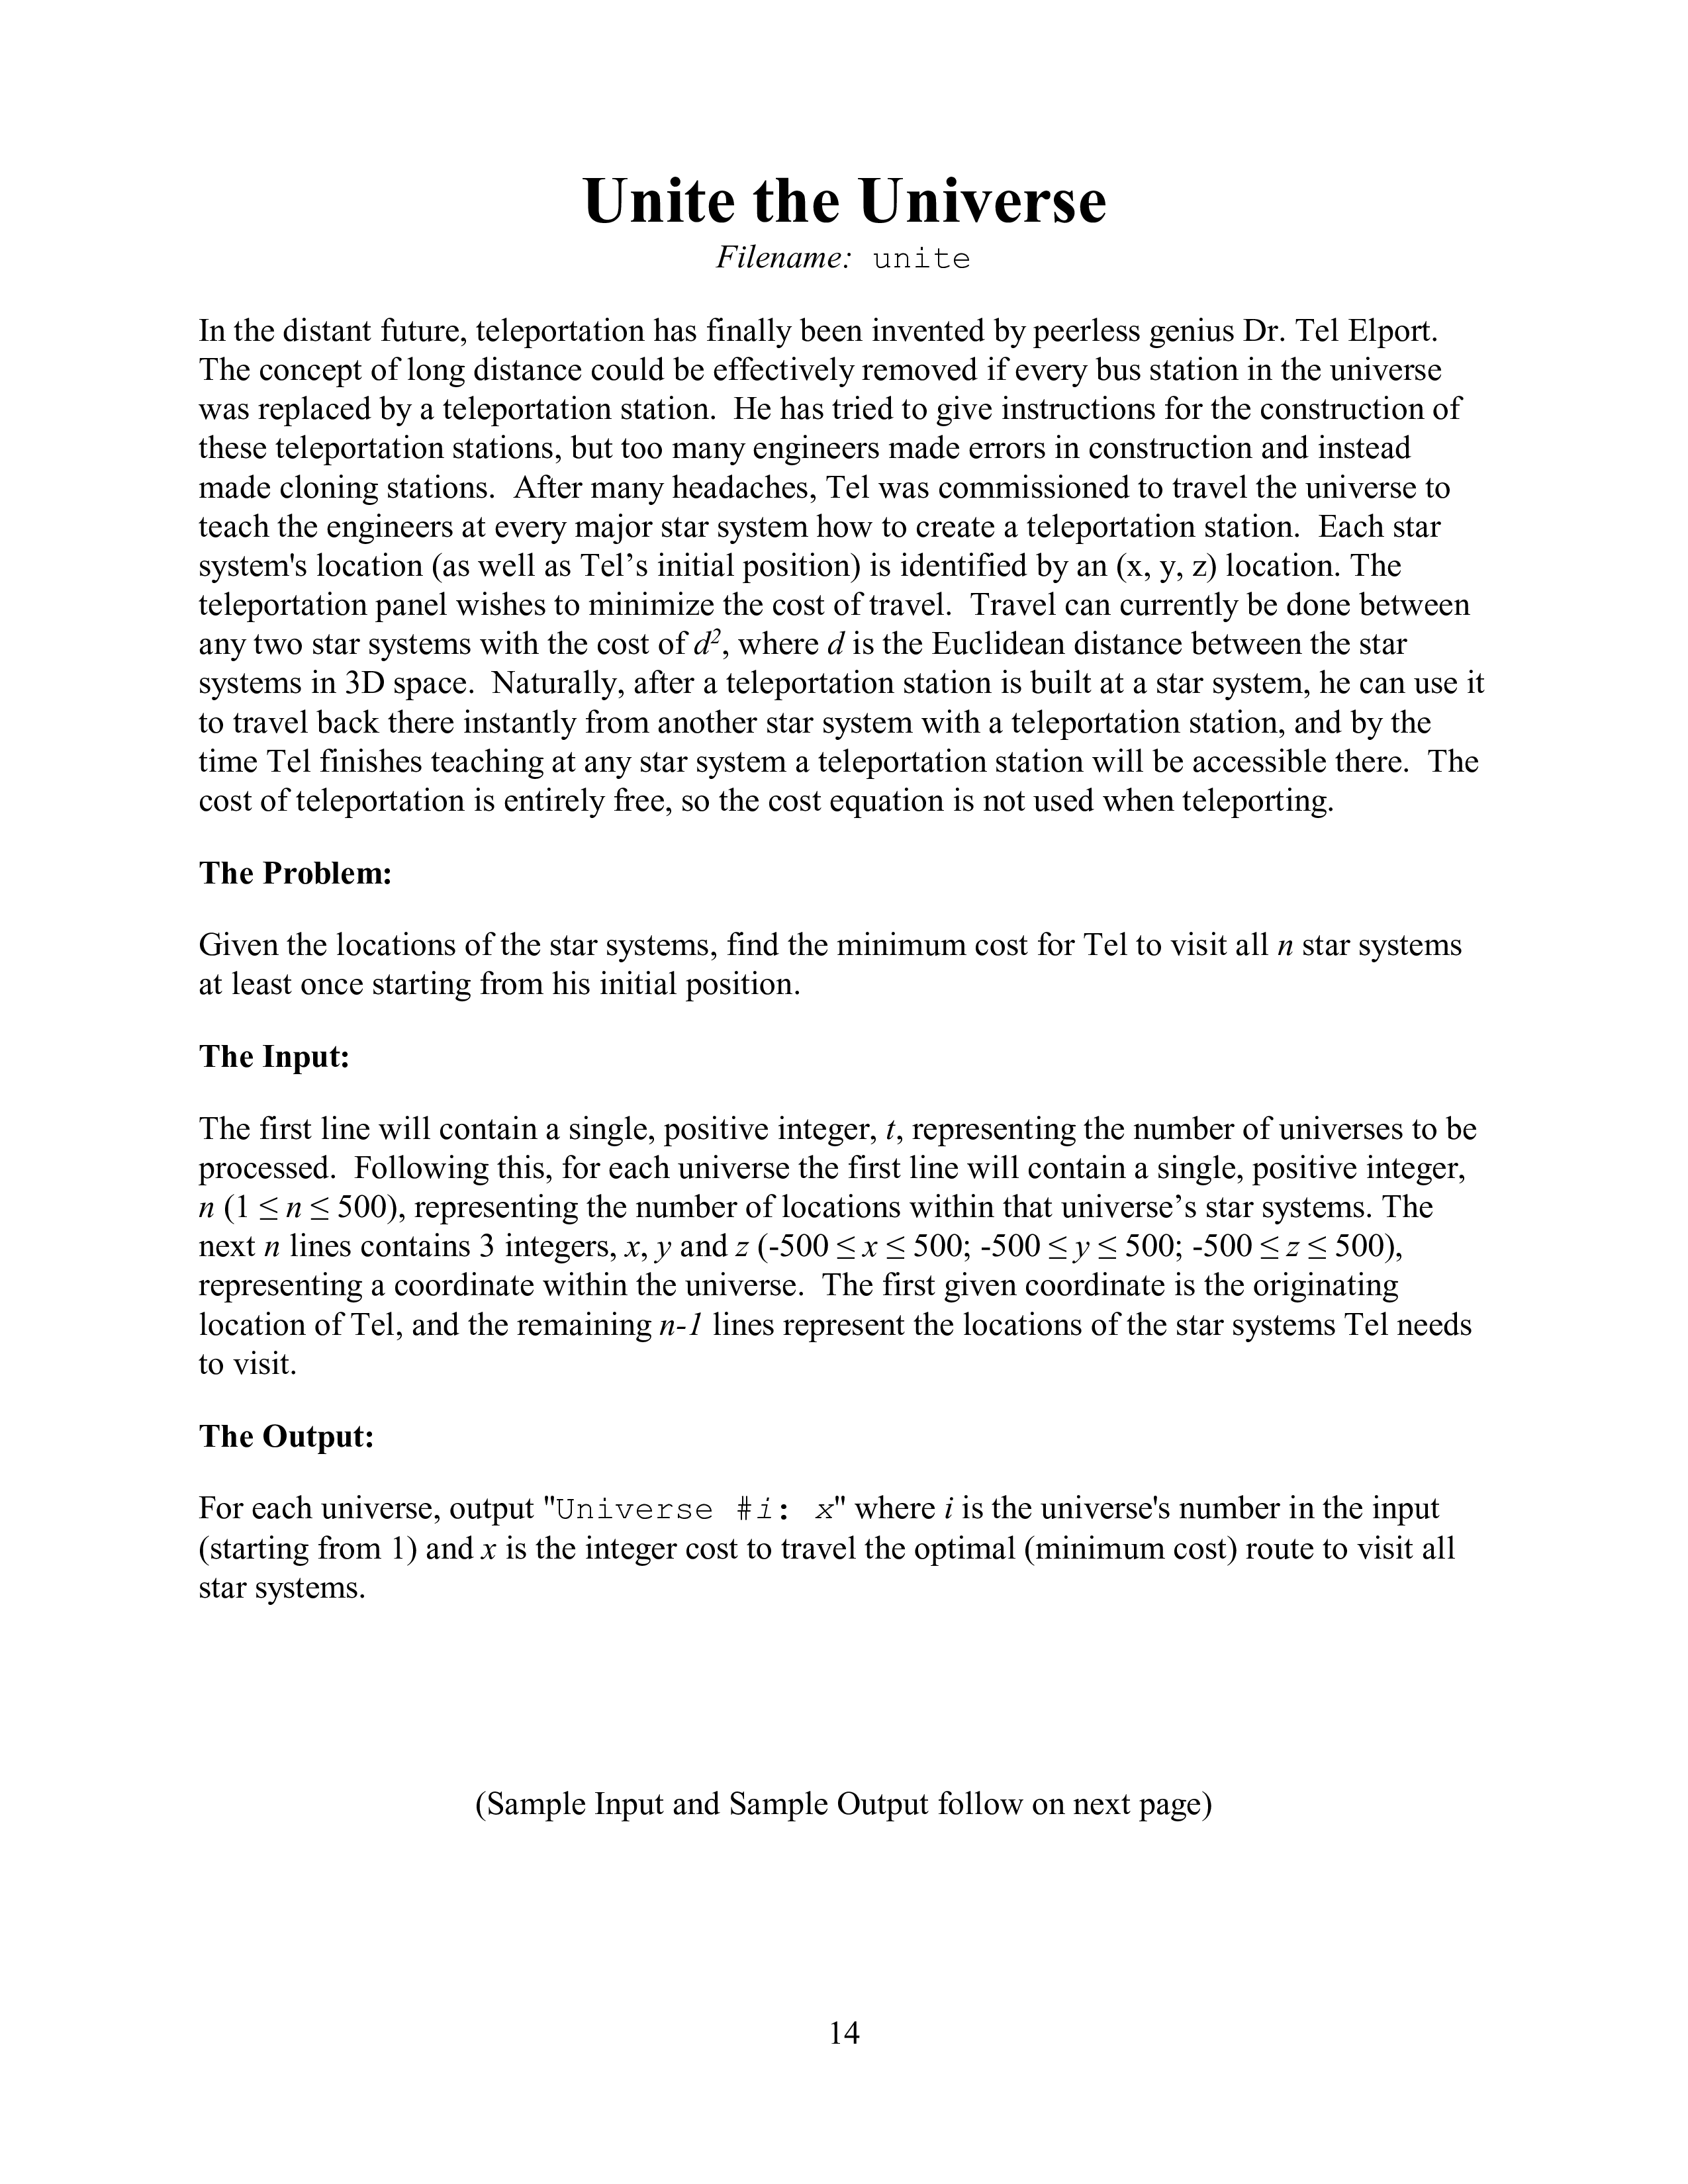 Unite the Universe
Filename: unite
In the distant future, teleportation has finally been invented by peerless genius Dr. Tel Elport.
The concept of long distance could be effectively removed if every bus station in the universe
was replaced by a teleportation station. He has tried to give instructions for the construction of
these teleportation stations, but too many engineers made errors in construction and instead
made cloning stations. After many headaches, Tel was commissioned to travel the universe to
teach the engineers at every major star system how to create a teleportation station. Each star
system's location (as well as Tel’s initial position) is identified by an (x, y, z) location. The
teleportation panel wishes to minimize the cost of travel. Travel can currently be done between
any two star systems with the cost of d², where d is the Euclidean distance between the star
systems in 3D space. Naturally, after a teleportation station is built at a star system, he can use it
to travel back there instantly from another star system with a teleportation station, and by the
time Tel finishes teaching at any star system a teleportation station will be accessible there. The
cost of teleportation is entirely free, so the cost equation is not used when teleporting.
The Problem:
Given the locations of the star systems, find the minimum cost for Tel to visit all n star systems
at least once starting from his initial position.
The Input:
The first line will contain a single, positive integer, t, representing the number of universes to be
processed. Following this, for each universe the first line will contain a single, positive integer,
n (1 ≤ n ≤ 500), representing the number of locations within that universe’s star systems. The
next n lines contains 3 integers, x, y and z (-500 ≤ x ≤ 500; -500 ≤ y ≤ 500; -500 ≤ z ≤ 500),
representing a coordinate within the universe. The first given coordinate is the originating
location of Tel, and the remaining n-1 lines represent the locations of the star systems Tel needs
to visit.
The Output:
For each universe, output "Universe #i: x" where i is the universe's number in the input
(starting from 1) and x is the integer cost to travel the optimal (minimum cost) route to visit all
star systems.
(Sample Input and Sample Output follow on next page)
14